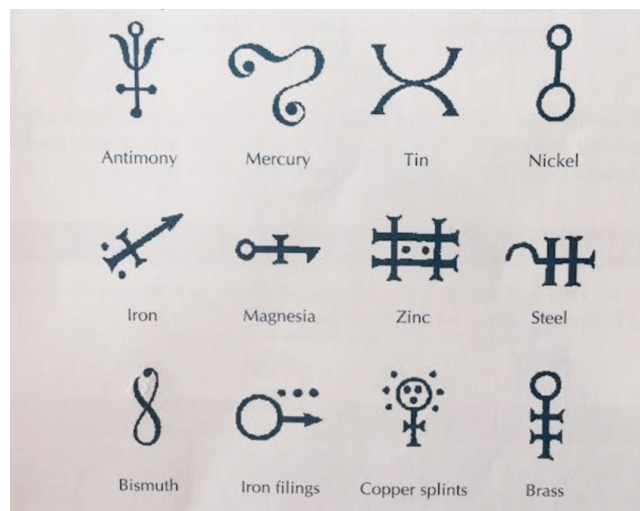 Antimony Mercury Tin Nickel
Iron Magnesia Zinc Steel
Bismuth Iron filings Copper splints Brass